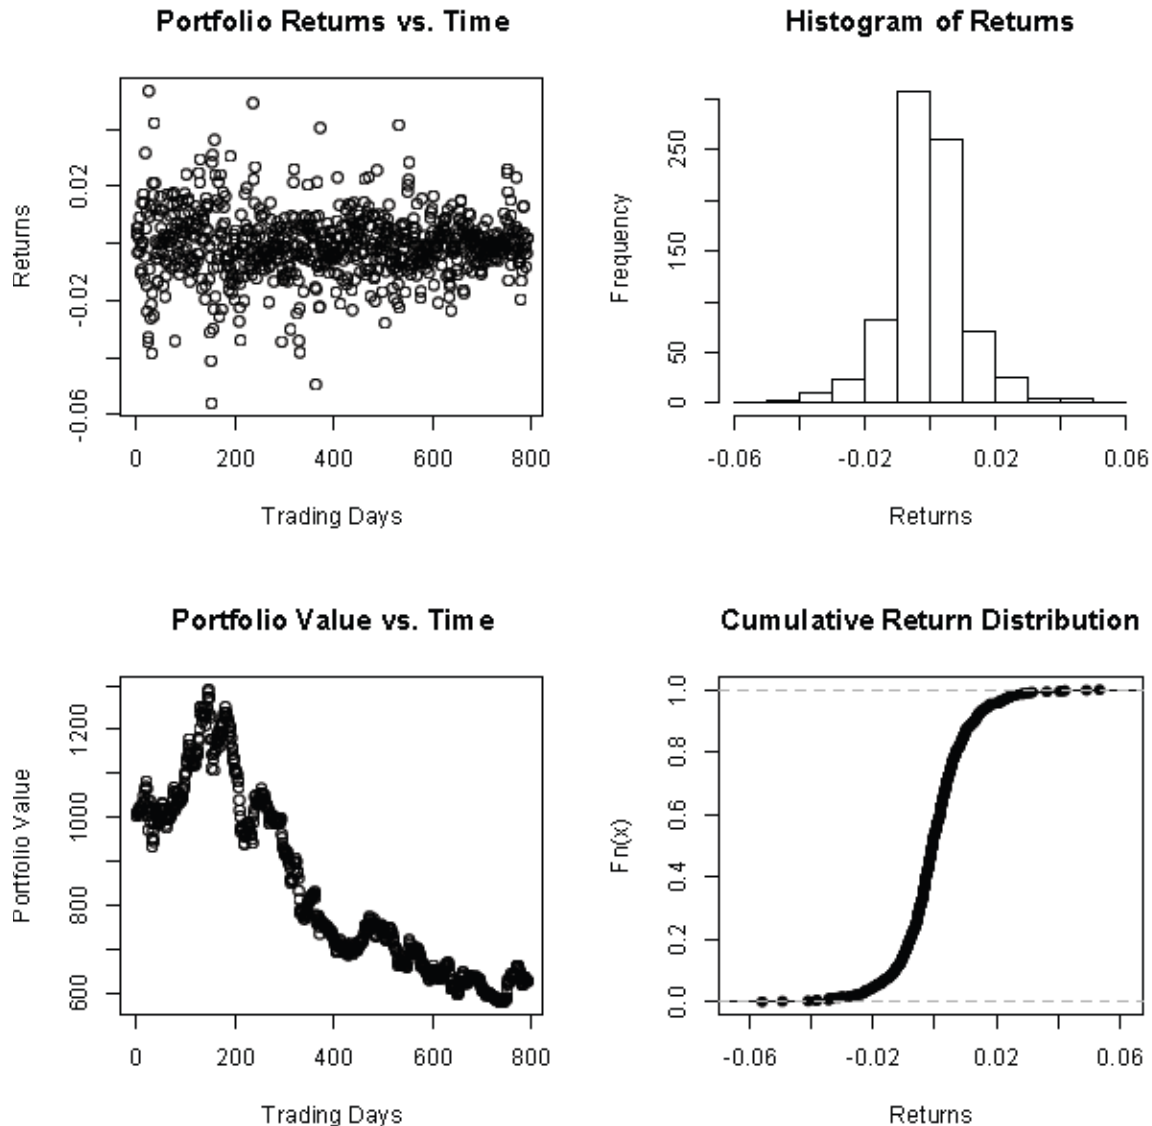 Portfolio Returns vs. Time
Returns
0.02
-0.02
-0.06
0 200 400 600 800
Trading Days
Histogram of Returns
Frequency
250
150
50
0
-0.06 -0.02 0.02 0.06
Returns
Portfolio Value vs. Time
Portfolio Value
1200
1000
800
600
0 200 400 600 800
Trading Days
Cumulative Return Distribution
Fn(x)
1.0
0.8
0.6
0.4
0.2
0.0
-0.06 -0.02 0.02 0.06
Returns